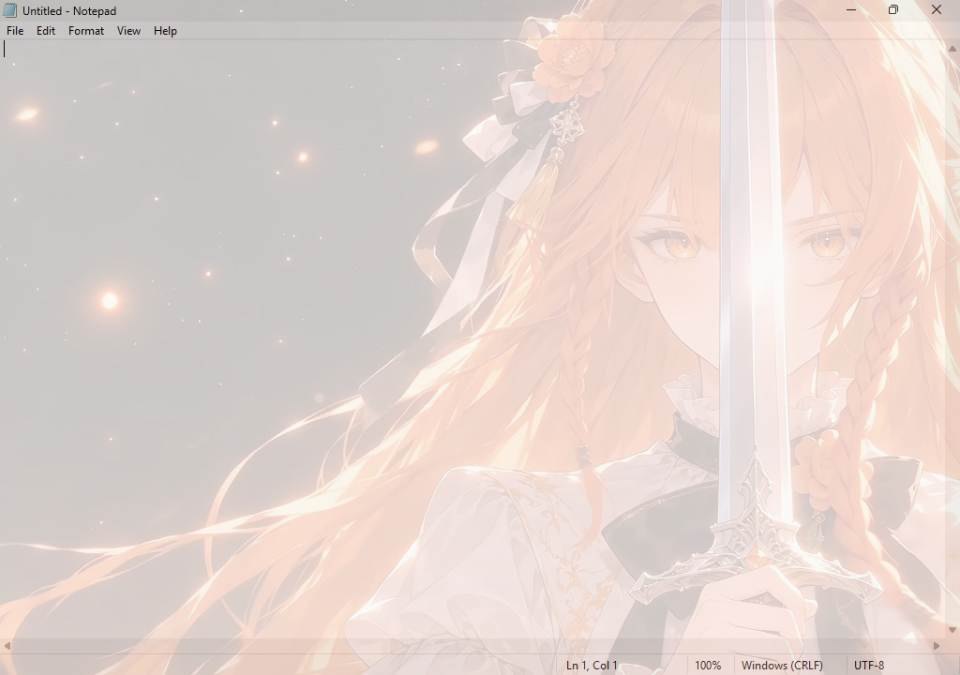 Untitled - Notepad
File Edit Format View Help
Ln 1, Col 1 100% Windows (CRLF) UTF-8